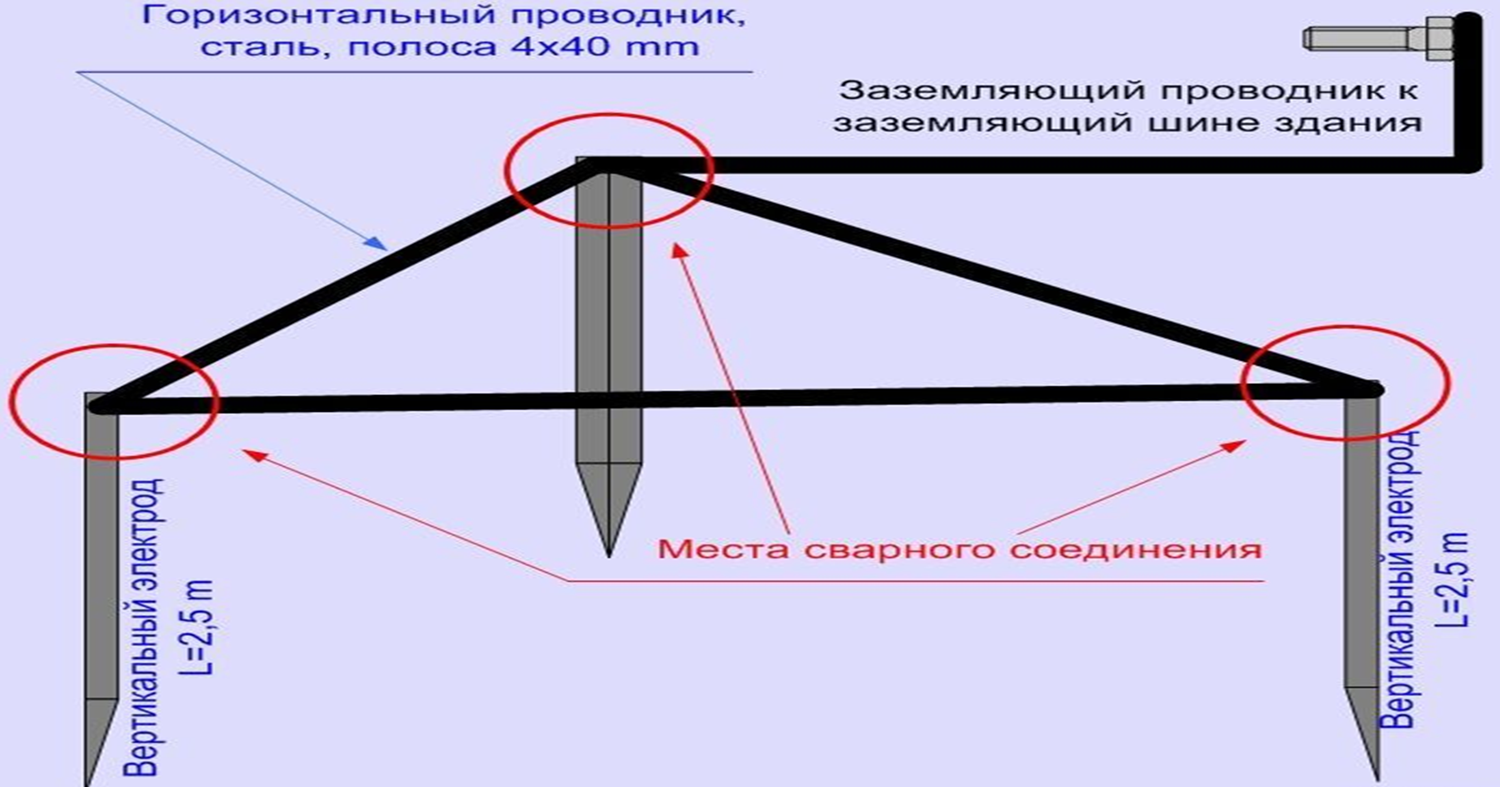 Горизонтальный проводник,
сталь, полоса 4х40 mm
Заземляющий проводник к
заземляющий шине здания
Места сварного соединения
Вертикальный электрод
L=2,5 m
Вертикальный электрод
L=2,5 m